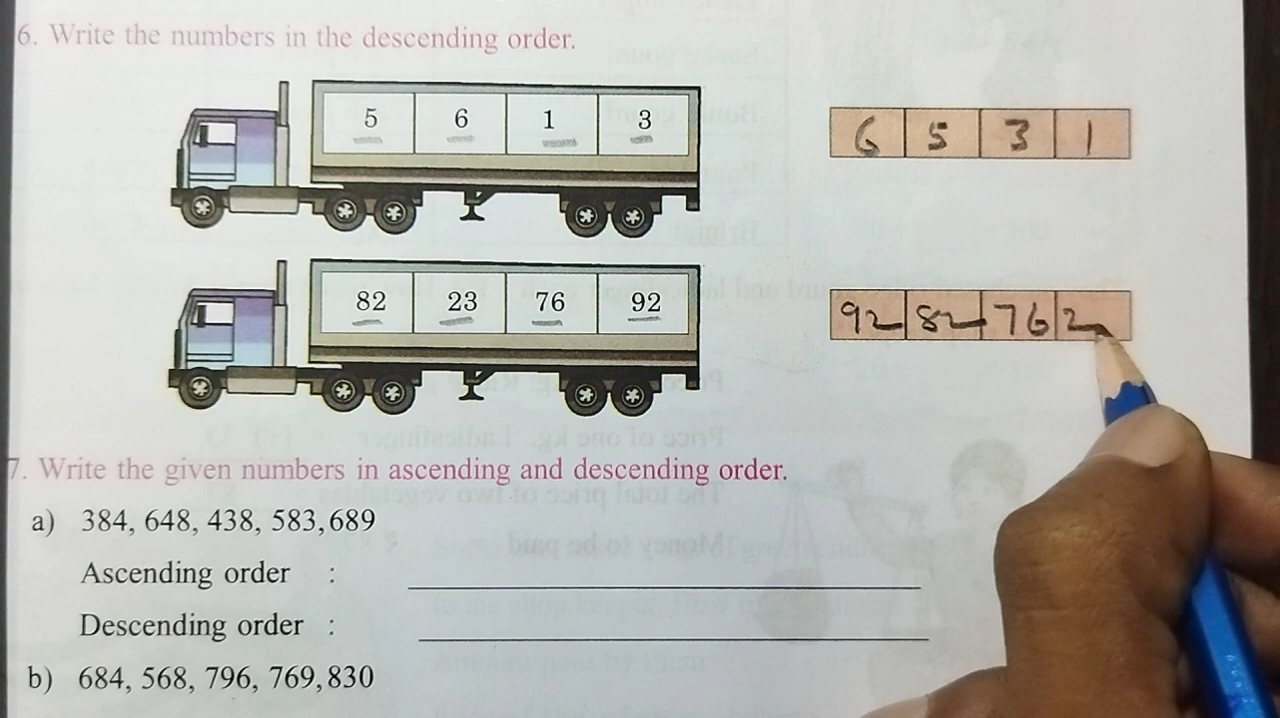 6. Write the numbers in the descending order.
5 6 1 3
6 5 3 1
82 23 76 92
92 82 76 2
7. Write the given numbers in ascending and descending order.
a) 384, 648, 438, 583,689
Ascending order :
Descending order :
b) 684, 568, 796, 769,830